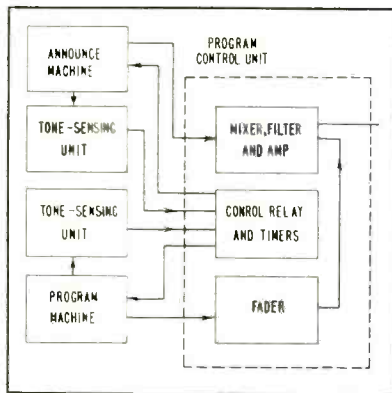 ANNOUNCE
MACHINE
TONE-SENSING
UNIT
TONE-SENSING
UNIT
PROGRAM
MACHINE
PROGRAM
CONTROL UNIT
MIXER, FILTER
AND AMP
CONROL RELAY
AND TIMERS
FADER